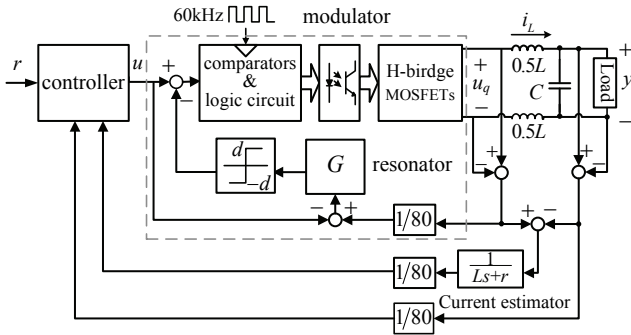 60kHz
modulator
i_L
r
controller
u
+
−
comparators
&
logic circuit
H-birdge
MOSFETs
+
u_q
−
0.5L
0.5L
C
Load
+
y
−
d
−d
G
resonator
−
+
+
−
+
−
1/80
+
−
1/80
1/(Ls+r)
Current estimator
1/80